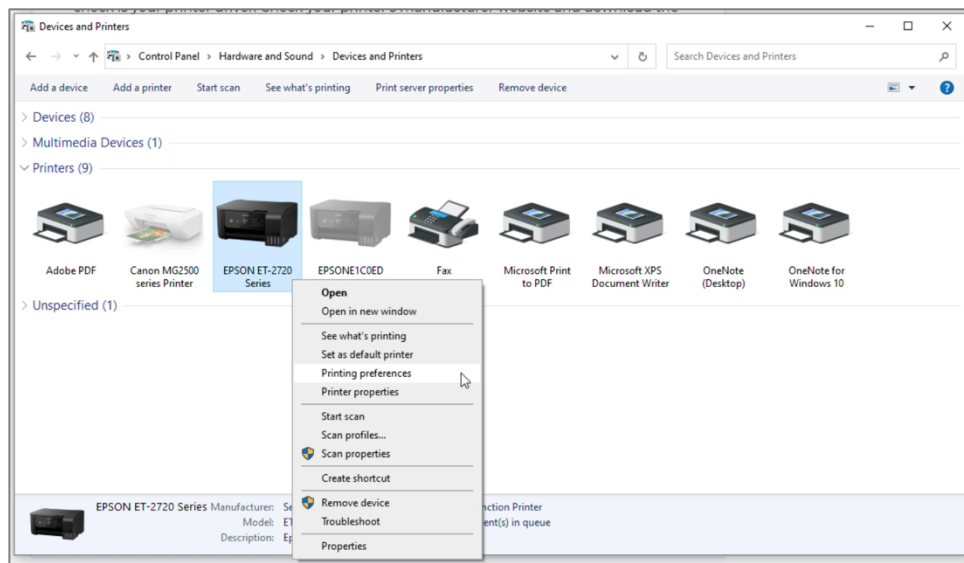 Devices and Printers
Control Panel > Hardware and Sound > Devices and Printers
Search Devices and Printers
Add a device Add a printer Start scan See what's printing Print server properties Remove device
Devices (8)
Multimedia Devices (1)
Printers (9)
Adobe PDF
Canon MG2500
series Printer
EPSON ET-2720
Series
EPSONE1C0ED
Fax
Microsoft Print
to PDF
Microsoft XPS
Document Writer
OneNote
(Desktop)
OneNote for
Windows 10
Unspecified (1)
Open
Open in new window
See what's printing
Set as default printer
Printing preferences
Printer properties
Start scan
Scan profiles...
Scan properties
Create shortcut
Remove device
Troubleshoot
Properties
EPSON ET-2720 Series Manufacturer: Se nction Printer
Model: ET ent(s) in queue
Description: Ep